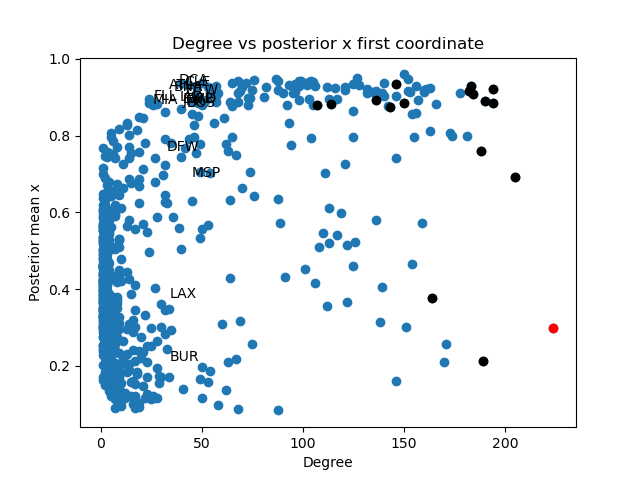 Degree vs posterior x first coordinate
1.0
0.8
0.6
0.4
0.2
Posterior mean x
DCA
DFW
MSP
LAX
BUR
0
50
100
150
200
Degree